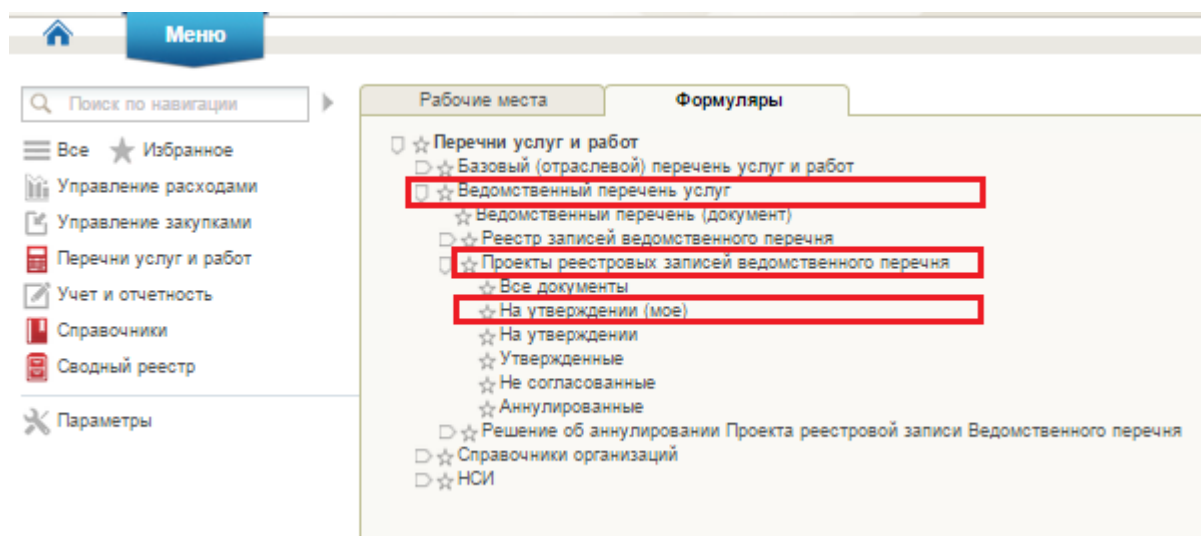 Меню
Поиск по навигации
Все Избранное
Управление расходами
Управление закупками
Перечни услуг и работ
Учет и отчетность
Справочники
Сводный реестр
Параметры
Рабочие места Формуляры
Перечни услуг и работ
Базовый (отраслевой) перечень услуг и работ
Ведомственный перечень услуг
Ведомственный перечень (документ)
Реестр записей ведомственного перечня
Проекты реестровых записей ведомственного перечня
Все документы
На утверждении (мое)
На утверждении
Утвержденные
Не согласованные
Аннулированные
Решение об аннулировании Проекта реестровой записи Ведомственного перечня
Справочники организаций
НСИ